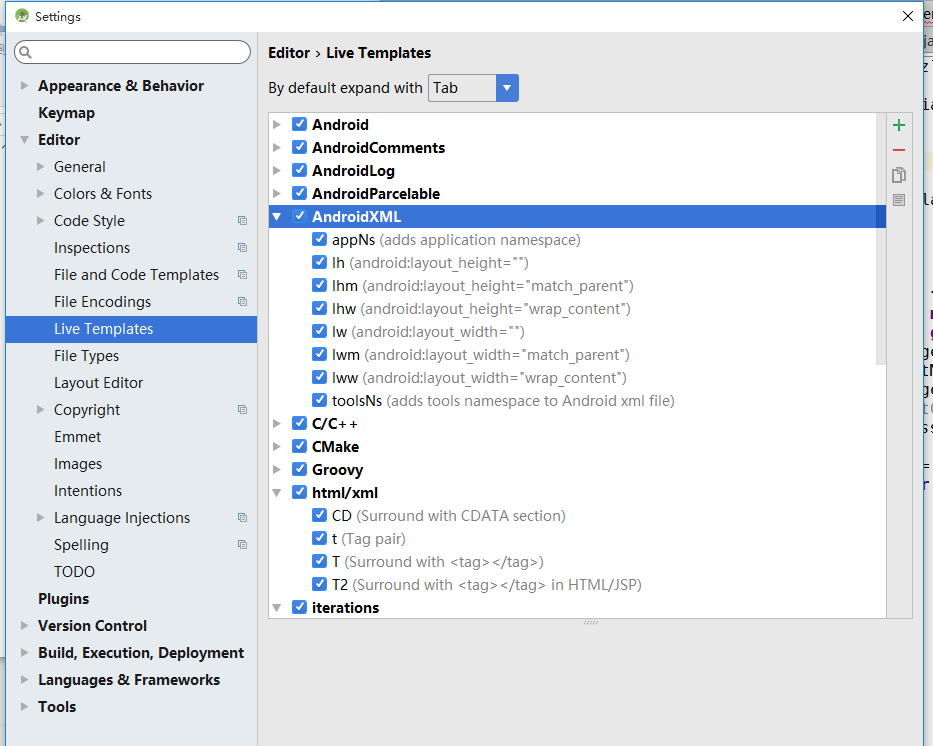 Settings
Editor › Live Templates
By default expand with Tab
Appearance & Behavior
Keymap
Editor
General
Colors & Fonts
Code Style
Inspections
File and Code Templates
File Encodings
Live Templates
File Types
Layout Editor
Copyright
Emmet
Images
Intentions
Language Injections
Spelling
TODO
Plugins
Version Control
Build, Execution, Deployment
Languages & Frameworks
Tools
Android
AndroidComments
AndroidLog
AndroidParcelable
AndroidXML
appNs (adds application namespace)
lh (android:layout_height="")
lhm (android:layout_height="match_parent")
lhw (android:layout_height="wrap_content")
lw (android:layout_width="")
lwm (android:layout_width="match_parent")
lww (android:layout_width="wrap_content")
toolsNs (adds tools namespace to Android xml file)
C/C++
CMake
Groovy
html/xml
CD (Surround with CDATA section)
t (Tag pair)
T (Surround with <tag></tag>)
T2 (Surround with <tag></tag> in HTML/JSP)
iterations